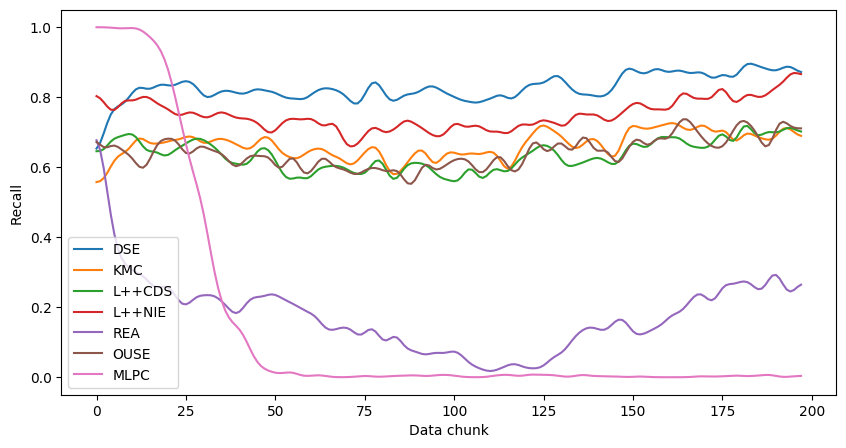 1.0
0.8
0.6
0.4
0.2
0.0
Recall
DSE
KMC
L++CDS
L++NIE
REA
OUSE
MLPC
0 25 50 75 100 125 150 175 200
Data chunk